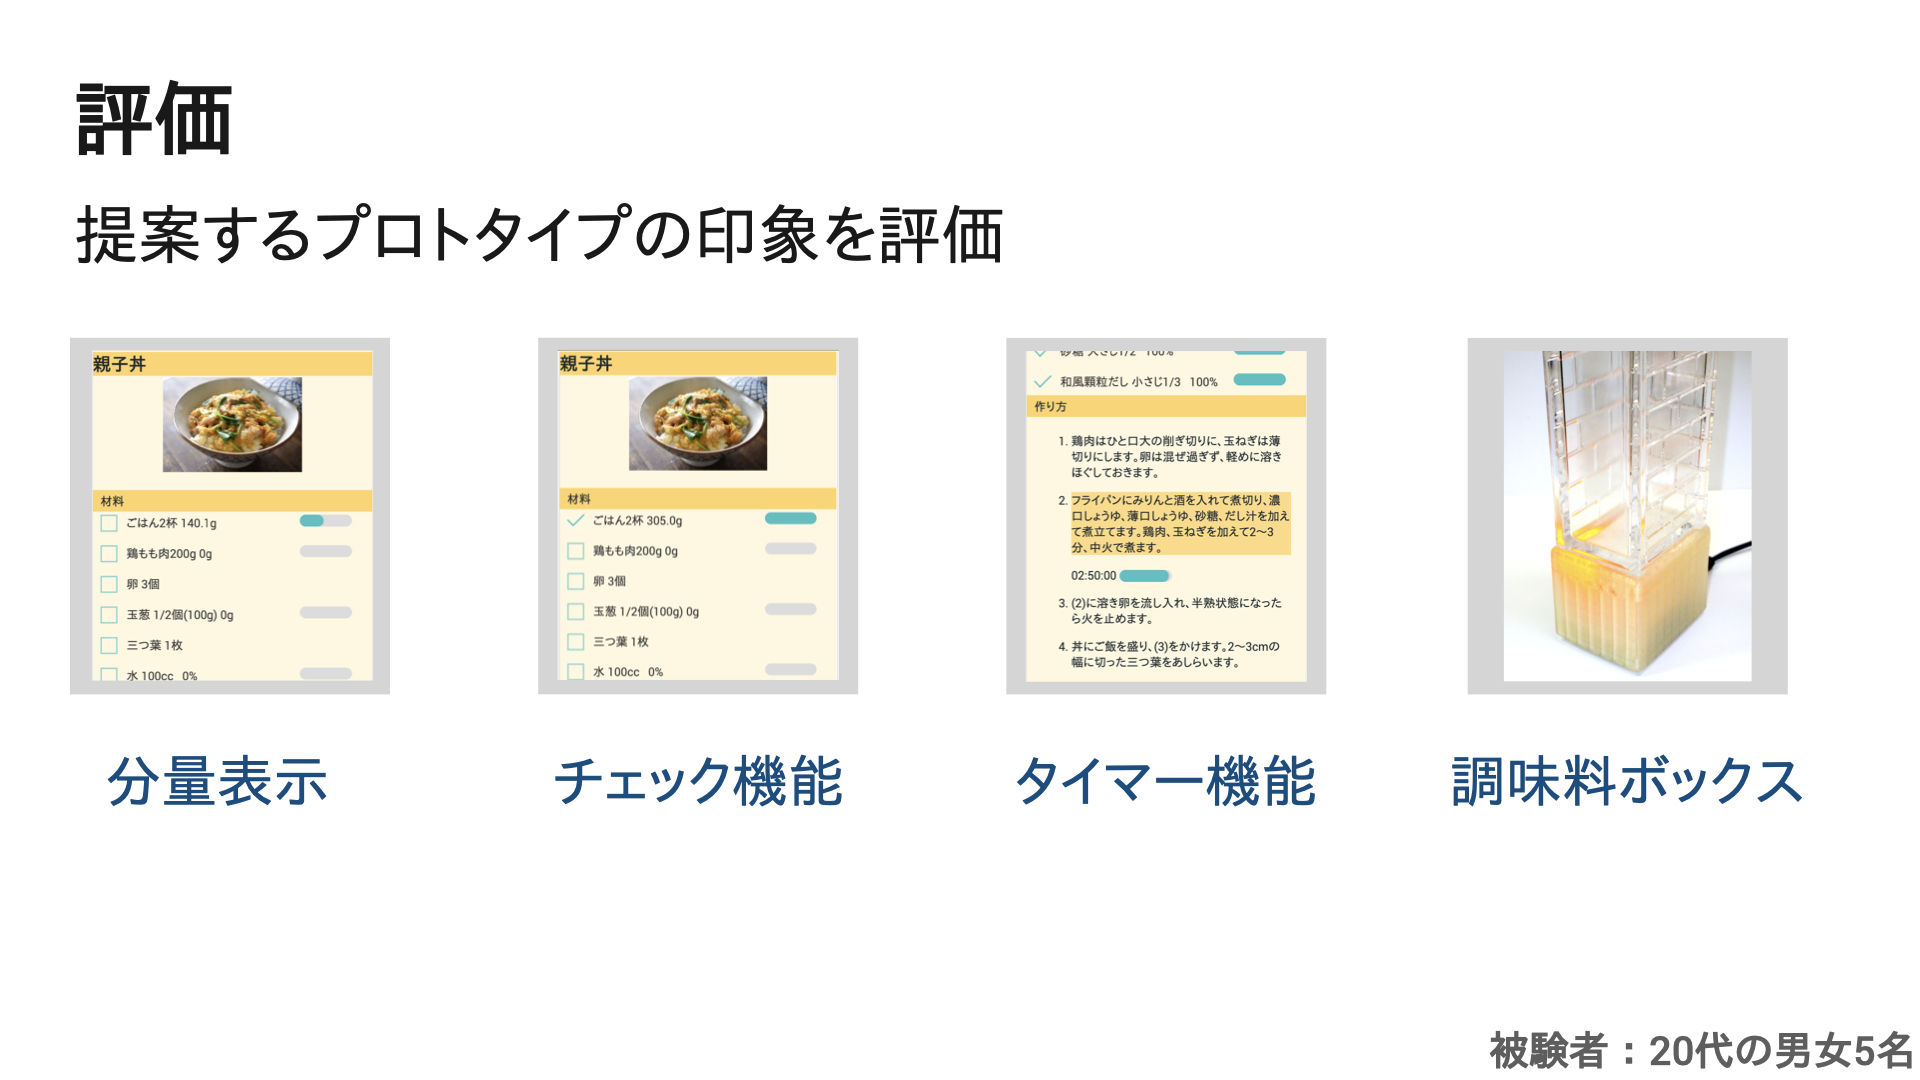 評価
提案するプロトタイプの印象を評価
親子丼
材料
ごはん2杯 140.1g
鶏もも肉200g 0g
卵 3個
玉葱 1/2個(100g) 0g
三つ葉 1枚
水 100cc 0%
分量表示
親子丼
材料
ごはん2杯 305.0g
鶏もも肉200g 0g
卵 3個
玉葱 1/2個(100g) 0g
三つ葉 1枚
水 100cc 0%
チェック機能
砂糖 大さじ1/2 100%
和風顆粒だし 小さじ1/3 100%
作り方
1. 鶏肉はひと口大の削ぎ切りに、玉ねぎは薄
切りにします。卵は混ぜ過ぎず、軽めに溶き
ほぐしておきます。
2. フライパンにみりんと酒を入れて煮切り、濃
口しょうゆ、薄口しょうゆ、砂糖、だし汁を加え
て煮立てます。鶏肉、玉ねぎを加えて2〜3
分、中火で煮ます。
02:50:00
3. (2)に溶き卵を流し入れ、半熟状態になった
ら火を止めます。
4. 丼にご飯を盛り、(3)をかけます。2〜3cmの
幅に切った三つ葉をあしらいます。
タイマー機能
調味料ボックス
被験者：20代の男女5名